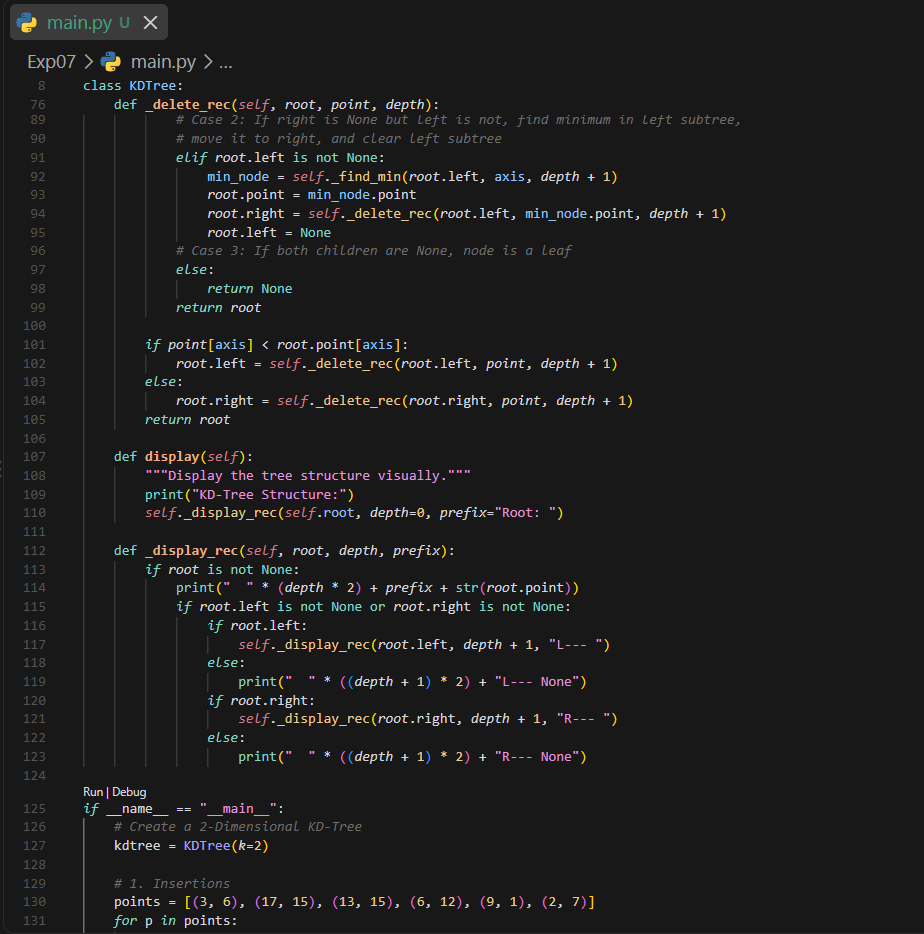 main.py U
Exp07 > main.py > ...
8 class KDTree:
76     def _delete_rec(self, root, point, depth):
89             # Case 2: If right is None but left is not, find minimum in left subtree,
90             # move it to right, and clear left subtree
91             elif root.left is not None:
92                 min_node = self._find_min(root.left, axis, depth + 1)
93                 root.point = min_node.point
94                 root.right = self._delete_rec(root.left, min_node.point, depth + 1)
95                 root.left = None
96             # Case 3: If both children are None, node is a leaf
97             else:
98                 return None
99             return root
100
101         if point[axis] < root.point[axis]:
102             root.left = self._delete_rec(root.left, point, depth + 1)
103         else:
104             root.right = self._delete_rec(root.right, point, depth + 1)
105         return root
106
107     def display(self):
108         """Display the tree structure visually."""
109         print("KD-Tree Structure:")
110         self._display_rec(self.root, depth=0, prefix="Root: ")
111
112     def _display_rec(self, root, depth, prefix):
113         if root is not None:
114             print("  " * (depth * 2) + prefix + str(root.point))
115             if root.left is not None or root.right is not None:
116                 if root.left:
117                     self._display_rec(root.left, depth + 1, "L--- ")
118                 else:
119                     print("  " * ((depth + 1) * 2) + "L--- None")
120                 if root.right:
121                     self._display_rec(root.right, depth + 1, "R--- ")
122                 else:
123                     print("  " * ((depth + 1) * 2) + "R--- None")
124
Run | Debug
125 if __name__ == "__main__":
126     # Create a 2-Dimensional KD-Tree
127     kdtree = KDTree(k=2)
128
129     # 1. Insertions
130     points = [(3, 6), (17, 15), (13, 15), (6, 12), (9, 1), (2, 7)]
131     for p in points: